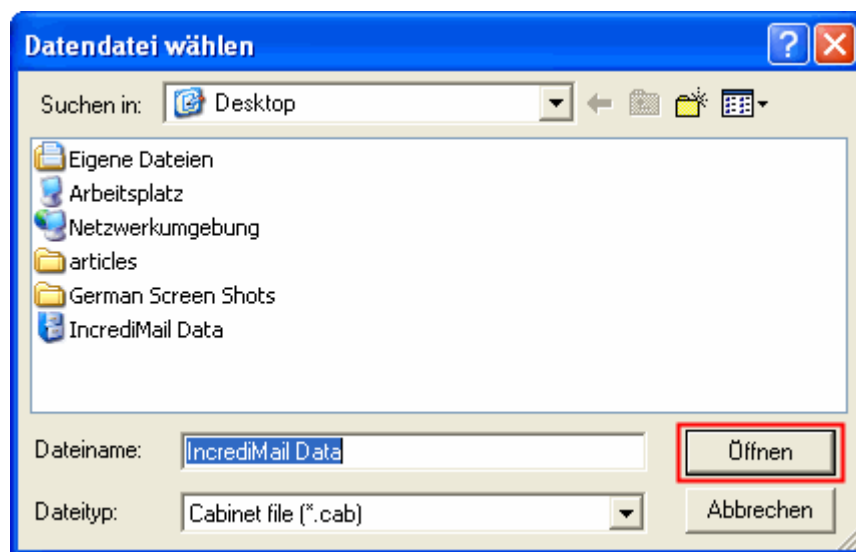 Datendatei wählen
Suchen in: Desktop
Eigene Dateien
Arbeitsplatz
Netzwerkumgebung
articles
German Screen Shots
IncrediMail Data
Dateiname: IncrediMail Data Öffnen
Dateityp: Cabinet file (*.cab) Abbrechen